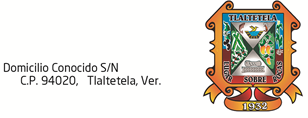 Domicilio Conocido S/N
C.P. 94020, Tlaltetela, Ver.
TLALTETELA
SOBRE
1932